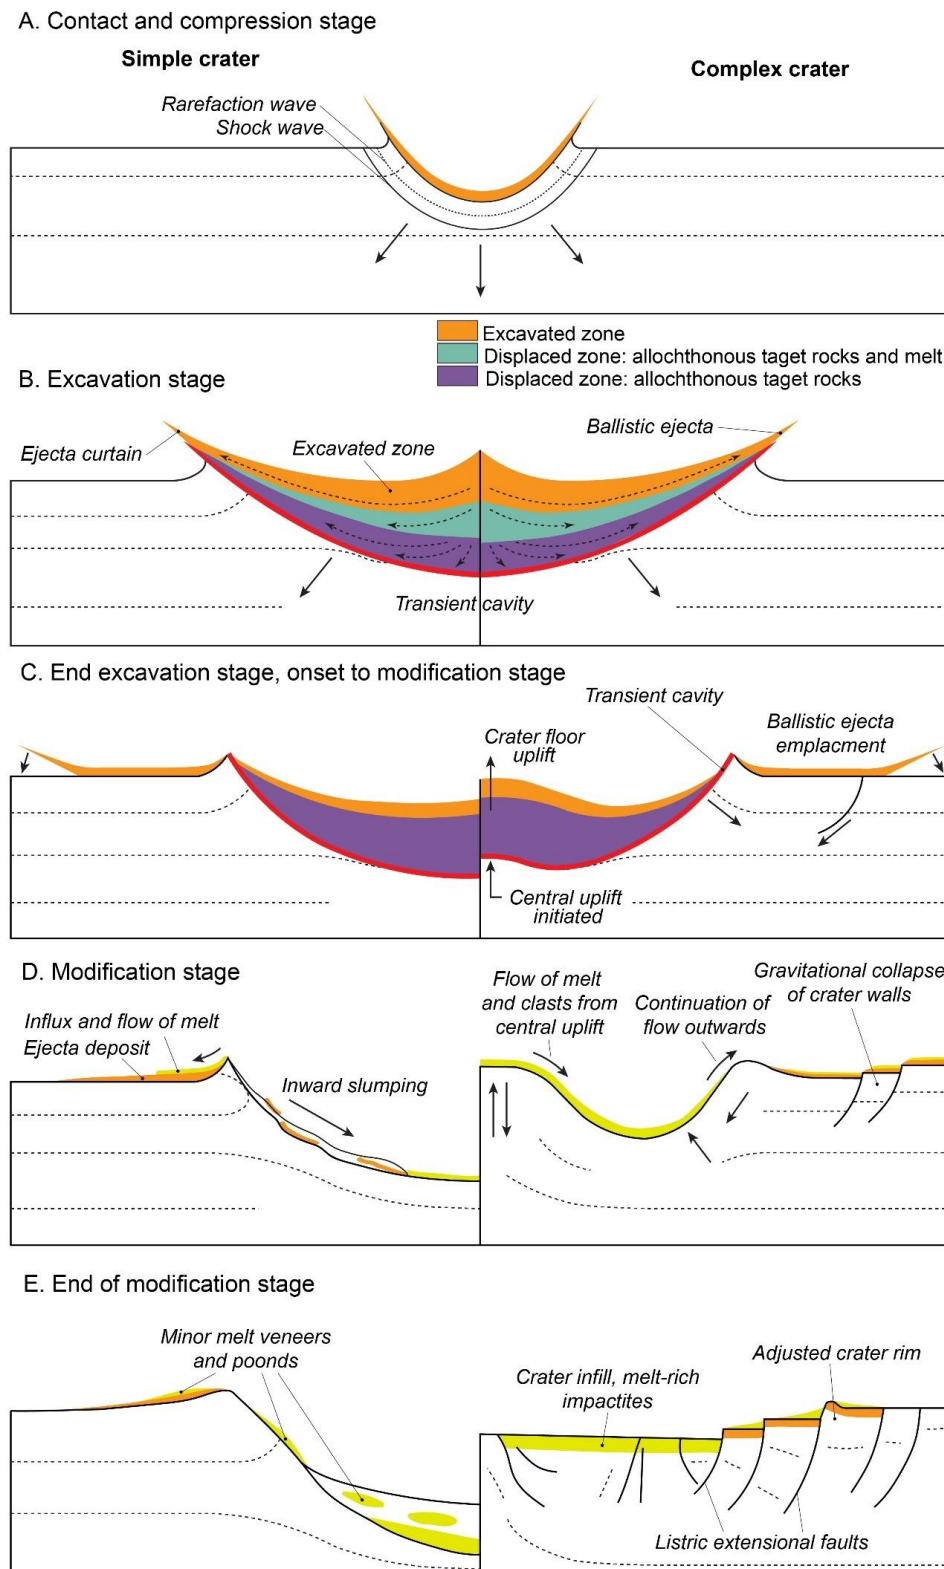 A. Contact and compression stage
Simple crater
Complex crater
Rarefaction wave
Shock wave
Excavated zone
Displaced zone: allochthonous taget rocks and melt
Displaced zone: allochthonous taget rocks
B. Excavation stage
Ejecta curtain
Excavated zone
Ballistic ejecta
Transient cavity
C. End excavation stage, onset to modification stage
Transient cavity
Crater floor
uplift
Ballistic ejecta
emplacment
Central uplift
initiated
D. Modification stage
Influx and flow of melt
Ejecta deposit
Inward slumping
Flow of melt
and clasts from
central uplift
Continuation of
flow outwards
Gravitational collapse
of crater walls
E. End of modification stage
Minor melt veneers
and poonds
Crater infill, melt-rich
impactites
Adjusted crater rim
Listric extensional faults